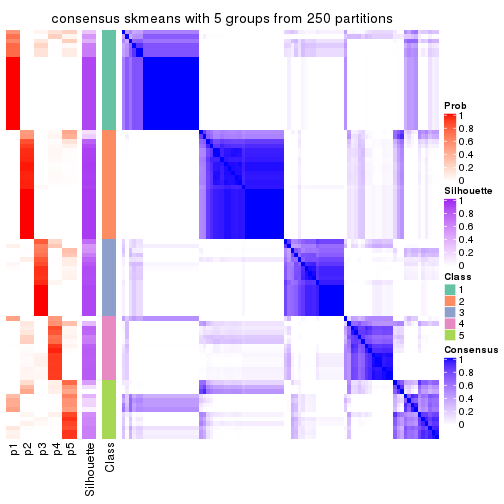 consensus skmeans with 5 groups from 250 partitions
Prob
1
0.8
0.6
0.4
0.2
0
Silhouette
1
0.8
0.6
0.4
0.2
0
Class
1
2
3
4
5
Consensus
1
0.8
0.6
0.4
0.2
0
p1
p2
p3
p4
p5
Silhouette
Class